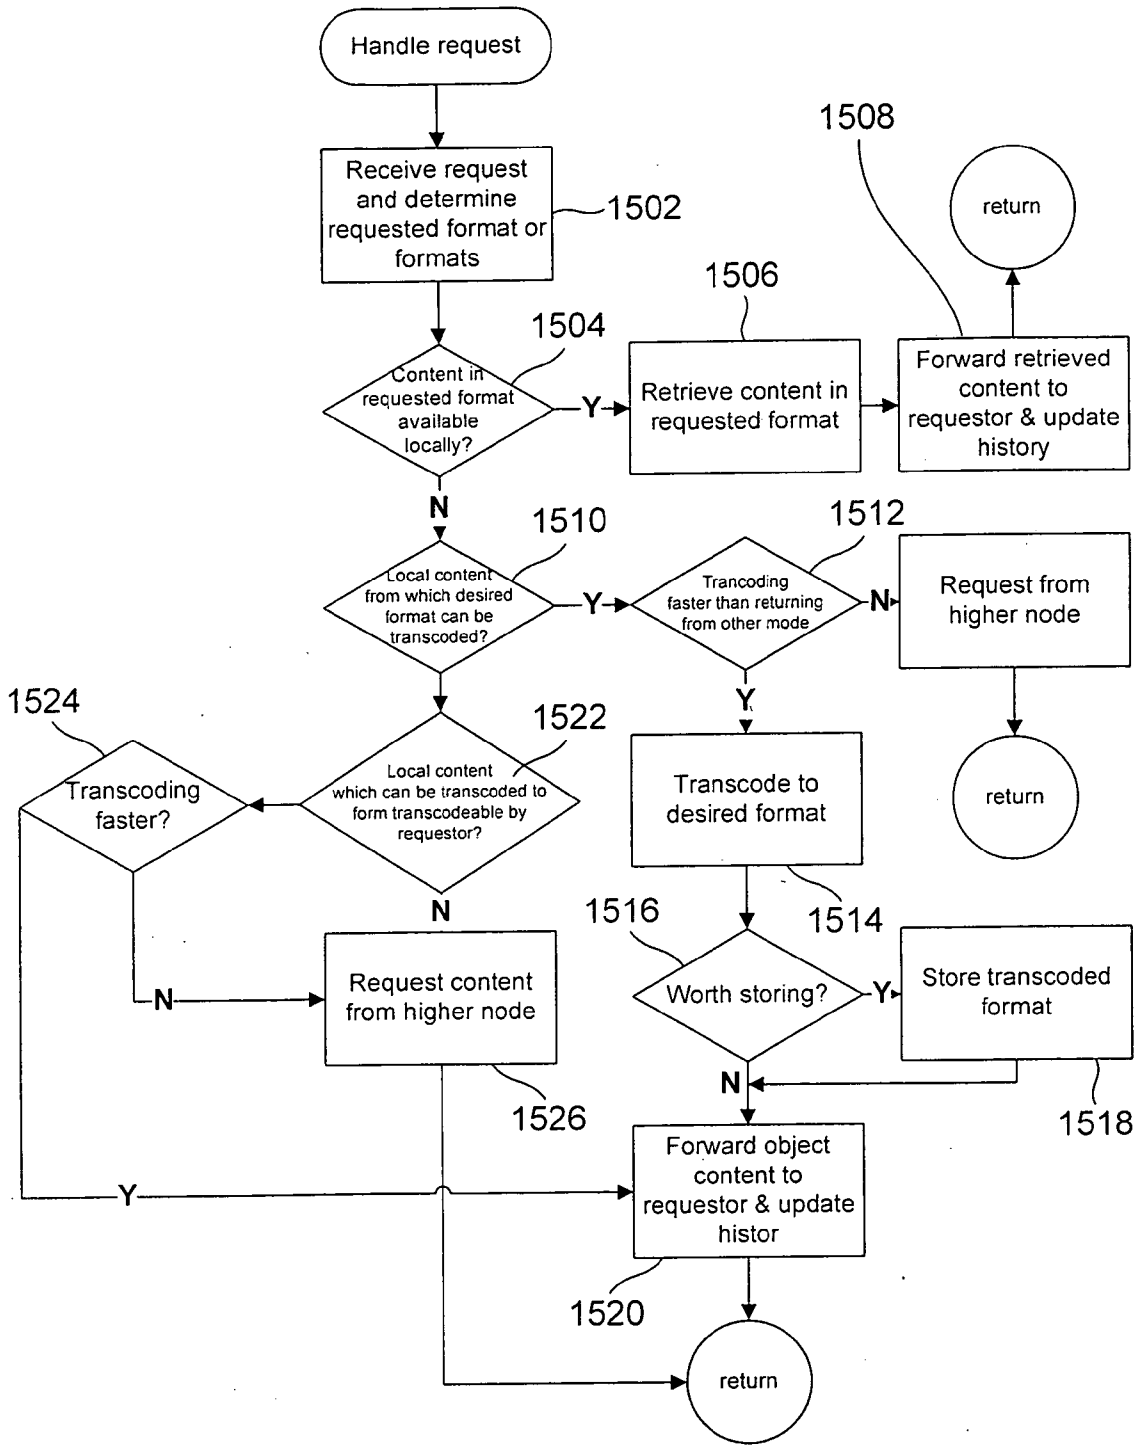 Handle request
1508
Receive request
and determine
requested format or
formats
1502
return
1506
1504
Content in
requested format
available
locally?
Y
Retrieve content in
requested format
Forward retrieved
content to
requestor & update
history
N
1510
1512
Local content
from which desired
format can be
transcoded?
Y
Trancoding
faster than returning
from other mode
N
Request from
higher node
Y
1524
1522
Transcoding
faster?
Local content
which can be transcoded to
form transcodeable by
requestor?
Transcode to
desired format
return
N
1516
1514
Request content
from higher node
N
Worth storing?
Y
Store transcoded
format
N
1526
1518
Forward object
content to
requestor & update
histor
Y
1520
return